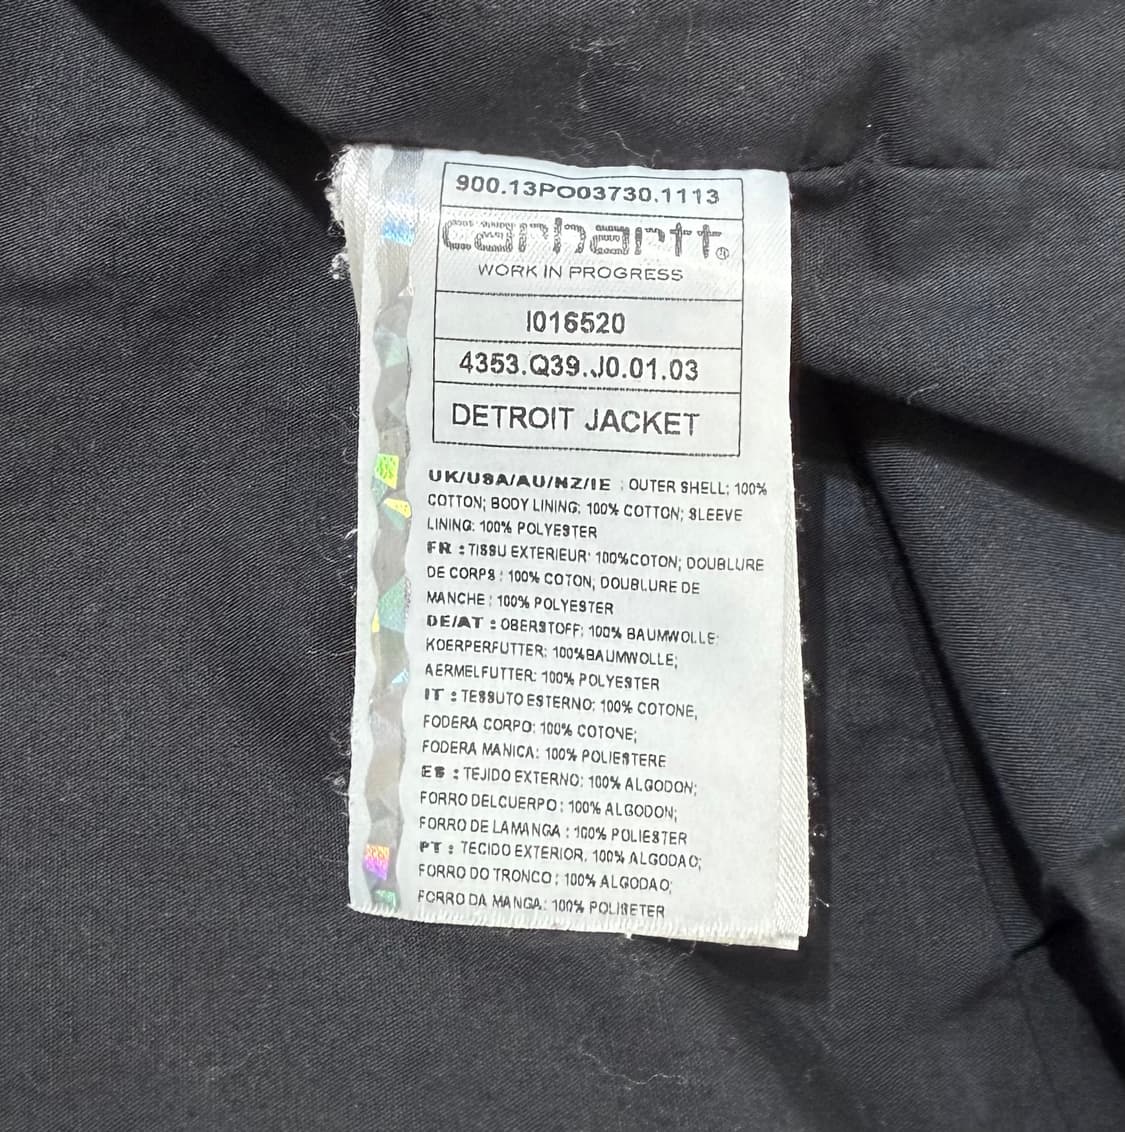 900.13PO03730.1113
carhartt®
WORK IN PROGRESS
I016520
4353.Q39.J0.01.03
DETROIT JACKET
UK/USA/AU/NZ/IE : OUTER SHELL: 100%
COTTON; BODY LINING: 100% COTTON; SLEEVE
LINING: 100% POLYESTER
FR : TISSU EXTERIEUR: 100%COTON; DOUBLURE
DE CORPS : 100% COTON; DOUBLURE DE
MANCHE : 100% POLYESTER
DE/AT : OBERSTOFF: 100% BAUMWOLLE;
KOERPERFUTTER: 100%BAUMWOLLE;
AERMELFUTTER: 100% POLYESTER
IT : TESSUTO ESTERNO: 100% COTONE,
FODERA CORPO: 100% COTONE;
FODERA MANICA: 100% POLIESTERE
ES : TEJIDO EXTERNO: 100% ALGODON;
FORRO DELCUERPO : 100% ALGODON;
FORRO DE LAMANGA : 100% POLIESTER
PT : TECIDO EXTERIOR. 100% ALGODAO;
FORRO DO TRONCO : 100% ALGODAO;
FORRO DA MANGA: 100% POLISETER